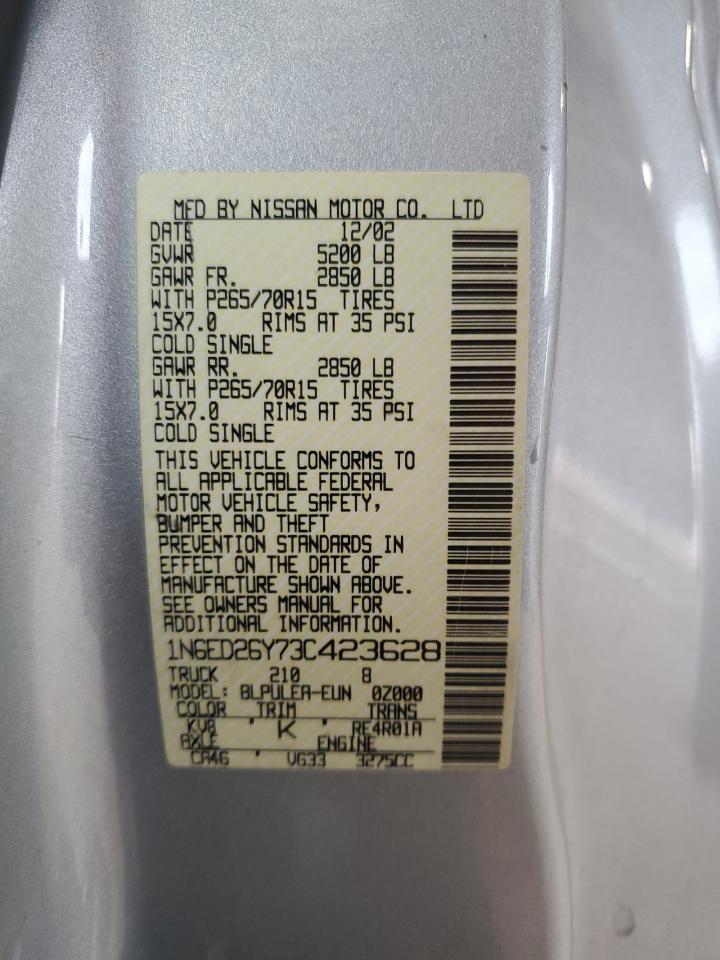 MFD BY NISSAN MOTOR CO. LTD
DATE 12/02
GVWR 5200 LB
GAWR FR. 2850 LB
WITH P265/70R15 TIRES
15X7.0 RIMS AT 35 PSI
COLD SINGLE
GAWR RR. 2850 LB
WITH P265/70R15 TIRES
15X7.0 RIMS AT 35 PSI
COLD SINGLE
THIS VEHICLE CONFORMS TO
ALL APPLICABLE FEDERAL
MOTOR VEHICLE SAFETY,
BUMPER AND THEFT
PREVENTION STANDARDS IN
EFFECT ON THE DATE OF
MANUFACTURE SHOWN ABOVE.
SEE OWNERS MANUAL FOR
ADDITIONAL INFORMATION.
1N6ED26Y73C423628
TRUCK 210 8
MODEL: BLPULEA-EUN 0Z000
COLOR TRIM TRANS
KV8 ' K ' RE4R01A
AXLE ENGINE
CA46 ' VG33 3275CC